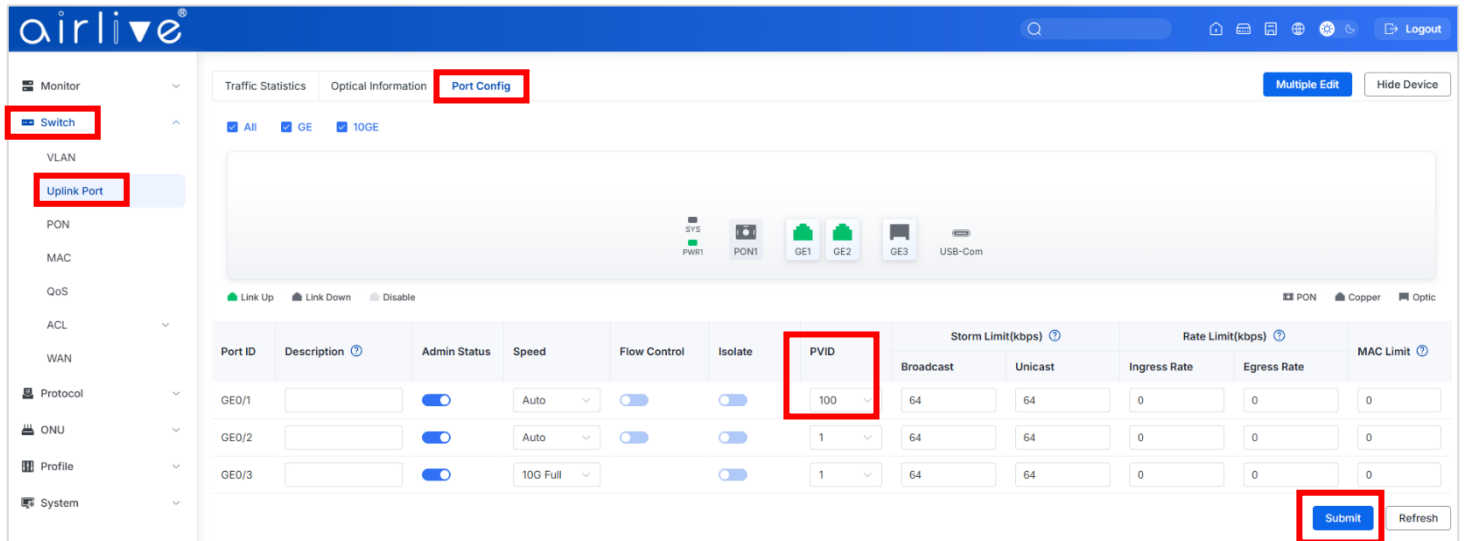 airlive®
Logout
Monitor
Switch
VLAN
Uplink Port
PON
MAC
QoS
ACL
WAN
Protocol
ONU
Profile
System
Traffic Statistics Optical Information Port Config
Multiple Edit Hide Device
All GE 10GE
SYS
PWR1 PON1 GE1 GE2 GE3 USB-Com
Link Up Link Down Disable
PON Copper Optic
Port ID Description ? Admin Status Speed Flow Control Isolate PVID Storm Limit(kbps) ? Rate Limit(kbps) ? MAC Limit ?
Broadcast Unicast Ingress Rate Egress Rate
GE0/1 Auto 100 64 64 0 0 0
GE0/2 Auto 1 64 64 0 0 0
GE0/3 10G Full 1 64 64 0 0 0
Submit Refresh